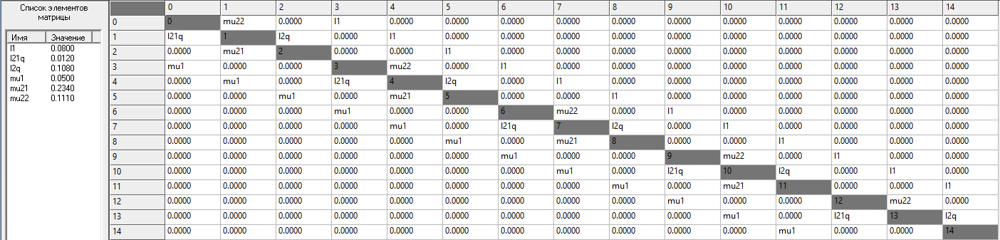 Список элементов
матрицы
Имя Значение
l1 0.0800
l21q 0.0120
l2q 0.1080
mu1 0.0500
mu21 0.2340
mu22 0.1110
0 1 2 3 4 5 6 7 8 9 10 11 12 13 14
0 0 mu22 0.0000 l1 0.0000 0.0000 0.0000 0.0000 0.0000 0.0000 0.0000 0.0000 0.0000 0.0000 0.0000
1 l21q 1 l2q 0.0000 l1 0.0000 0.0000 0.0000 0.0000 0.0000 0.0000 0.0000 0.0000 0.0000 0.0000
2 0.0000 mu21 2 0.0000 0.0000 l1 0.0000 0.0000 0.0000 0.0000 0.0000 0.0000 0.0000 0.0000 0.0000
3 mu1 0.0000 0.0000 3 mu22 0.0000 l1 0.0000 0.0000 0.0000 0.0000 0.0000 0.0000 0.0000 0.0000
4 0.0000 mu1 0.0000 l21q 4 l2q 0.0000 l1 0.0000 0.0000 0.0000 0.0000 0.0000 0.0000 0.0000
5 0.0000 0.0000 mu1 0.0000 mu21 5 0.0000 0.0000 l1 0.0000 0.0000 0.0000 0.0000 0.0000 0.0000
6 0.0000 0.0000 0.0000 mu1 0.0000 0.0000 6 mu22 0.0000 l1 0.0000 0.0000 0.0000 0.0000 0.0000
7 0.0000 0.0000 0.0000 0.0000 mu1 0.0000 l21q 7 l2q 0.0000 l1 0.0000 0.0000 0.0000 0.0000
8 0.0000 0.0000 0.0000 0.0000 0.0000 mu1 0.0000 mu21 8 0.0000 0.0000 l1 0.0000 0.0000 0.0000
9 0.0000 0.0000 0.0000 0.0000 0.0000 0.0000 mu1 0.0000 0.0000 9 mu22 0.0000 l1 0.0000 0.0000
10 0.0000 0.0000 0.0000 0.0000 0.0000 0.0000 0.0000 mu1 0.0000 l21q 10 l2q 0.0000 l1 0.0000
11 0.0000 0.0000 0.0000 0.0000 0.0000 0.0000 0.0000 0.0000 mu1 0.0000 mu21 11 0.0000 0.0000 l1
12 0.0000 0.0000 0.0000 0.0000 0.0000 0.0000 0.0000 0.0000 0.0000 mu1 0.0000 0.0000 12 mu22 0.0000
13 0.0000 0.0000 0.0000 0.0000 0.0000 0.0000 0.0000 0.0000 0.0000 0.0000 mu1 0.0000 l21q 13 l2q
14 0.0000 0.0000 0.0000 0.0000 0.0000 0.0000 0.0000 0.0000 0.0000 0.0000 0.0000 mu1 0.0000 0.0000 14